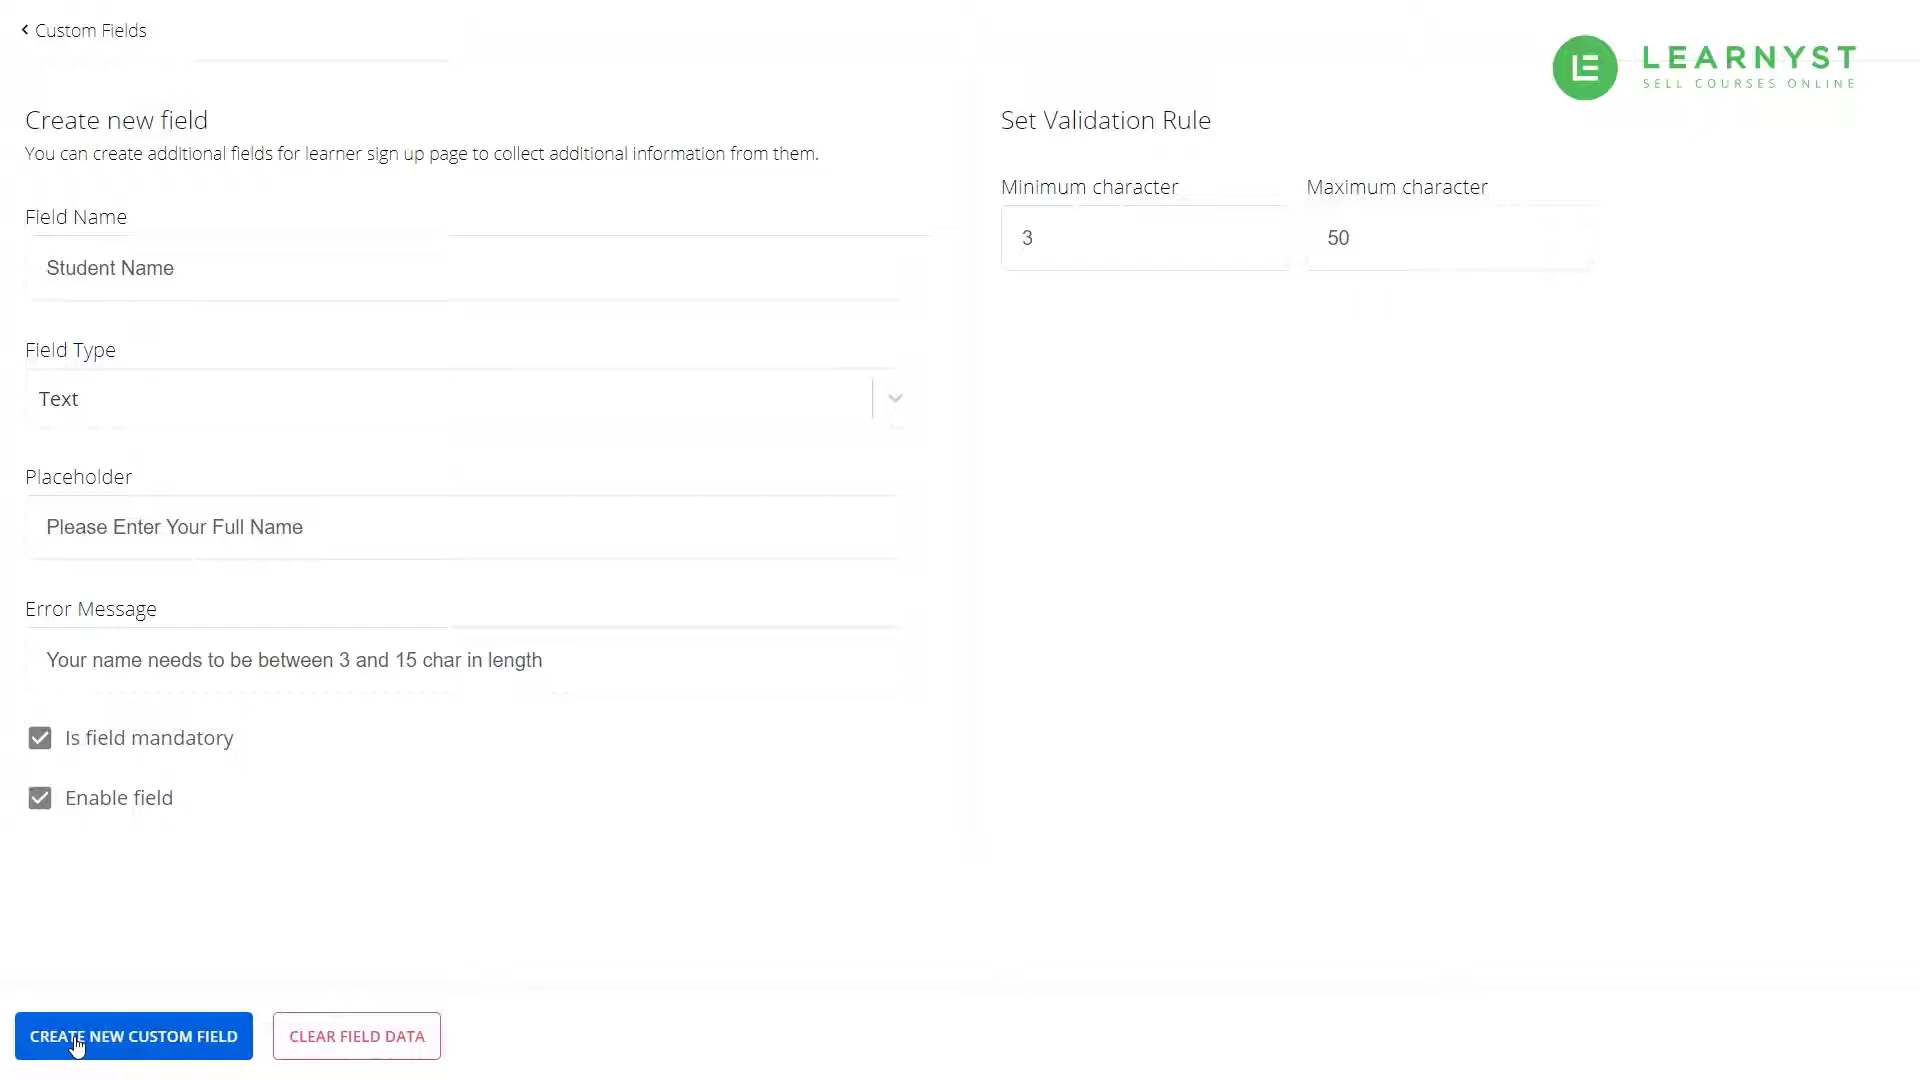 Custom Fields
LE LEARNYST
SELL COURSES ONLINE
Create new field
You can create additional fields for learner sign up page to collect additional information from them.
Field Name
Student Name
Field Type
Text
Placeholder
Please Enter Your Full Name
Error Message
Your name needs to be between 3 and 15 char in length
Is field mandatory
Enable field
Set Validation Rule
Minimum character Maximum character
3 50
CREATE NEW CUSTOM FIELD CLEAR FIELD DATA